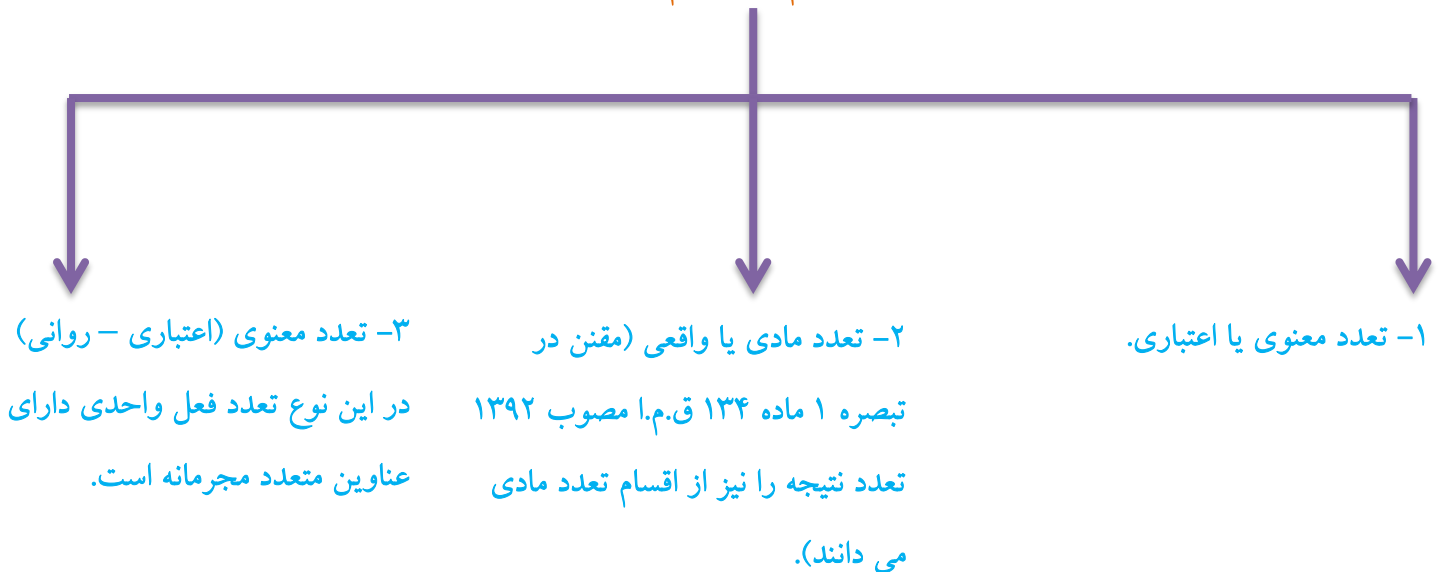 ۱- تعدد معنوی یا اعتباری.
۲- تعدد مادی یا واقعی (مقنن در
تبصره ۱ ماده ۱۳۴ ق.م.ا مصوب ۱۳۹۲
تعدد نتیجه را نیز از اقسام تعدد مادی
می دانند).
۳- تعدد معنوی (اعتباری – روانی)
در این نوع تعدد فعل واحدی دارای
عناوین متعدد مجرمانه است.